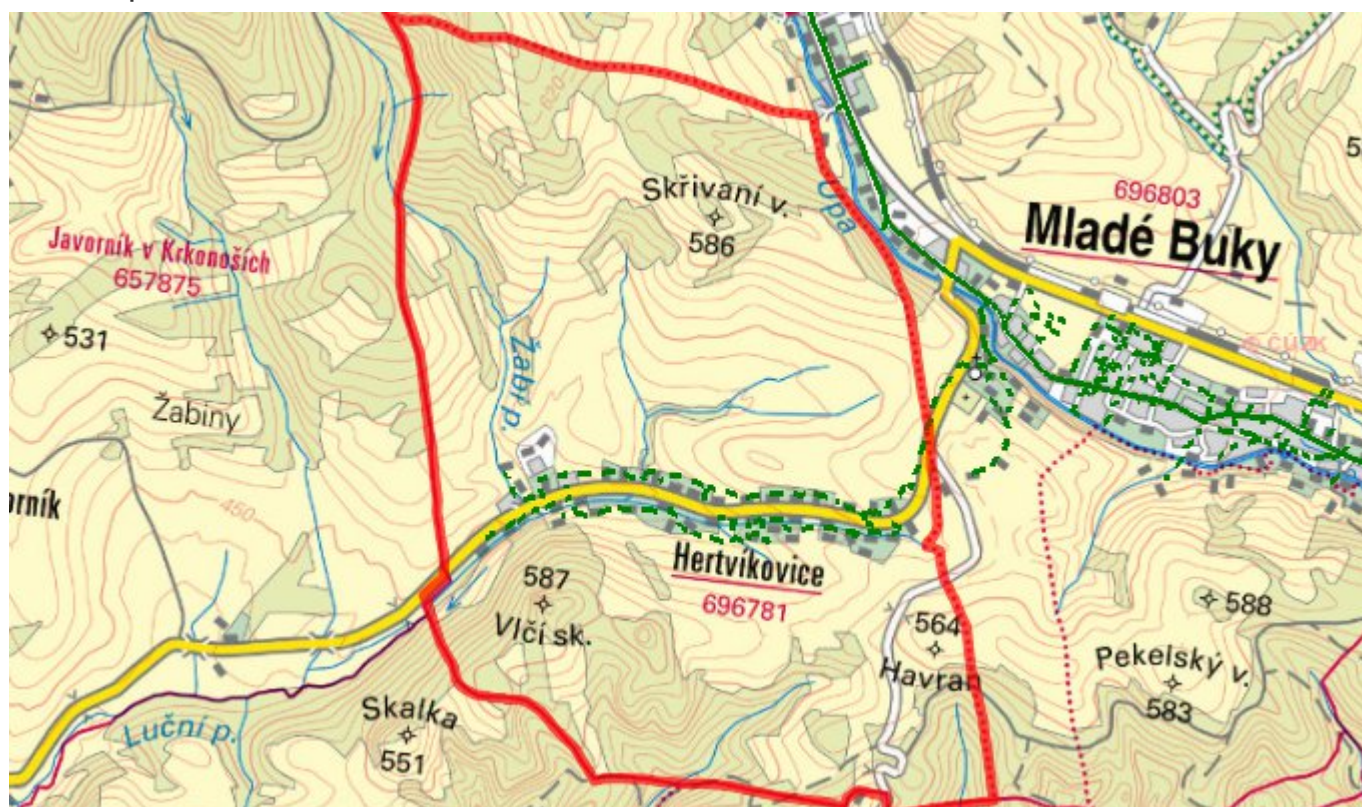 620
Skřivaní v.
586
Úpa
696803
Mladé Buky
Javorník v Krkonoších
657875
531
Žabí p.
© ČÚZK
Žabiny
450
Hertvíkovice
696781
587
Vlčí sk.
564
Havran
588
Pekelský v.
583
Skalka
551
Luční p.